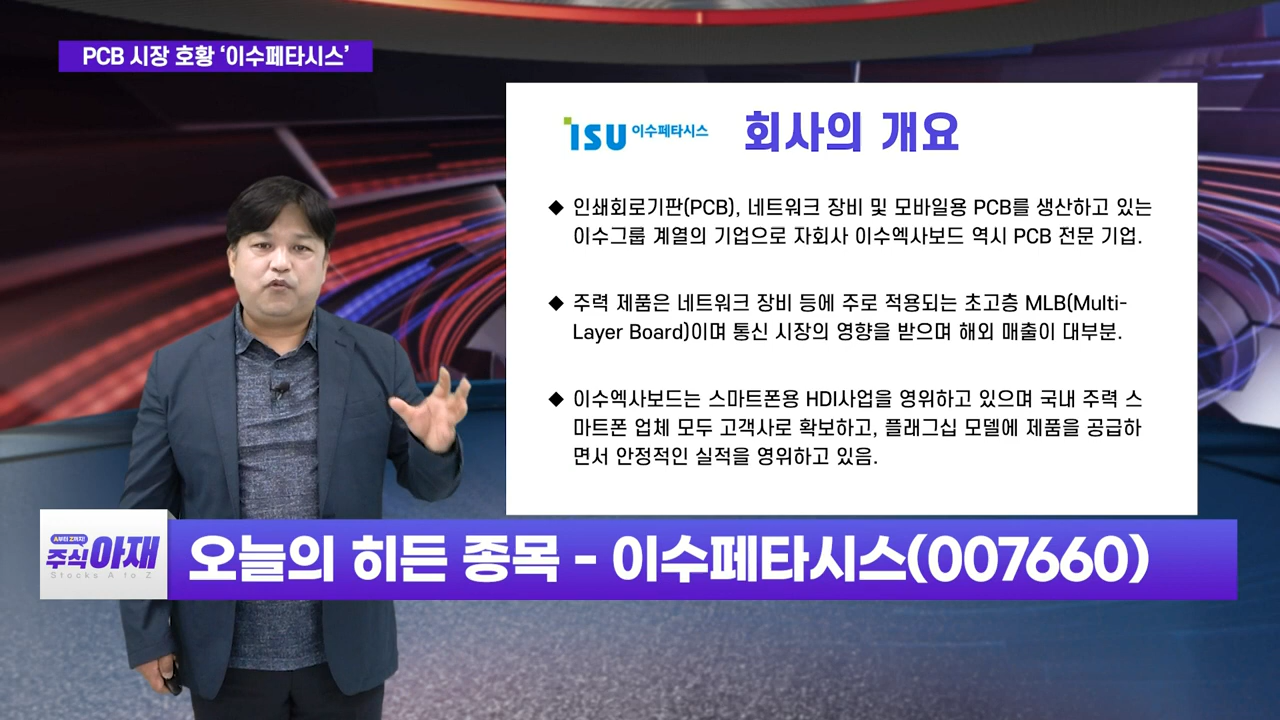 PCB 시장 호황 ‘이수페타시스’
ISU 이수페타시스
회사의 개요
◆ 인쇄회로기판(PCB), 네트워크 장비 및 모바일용 PCB를 생산하고 있는
이수그룹 계열의 기업으로 자회사 이수엑사보드 역시 PCB 전문 기업.
◆ 주력 제품은 네트워크 장비 등에 주로 적용되는 초고층 MLB(Multi-
Layer Board)이며 통신 시장의 영향을 받으며 해외 매출이 대부분.
◆ 이수엑사보드는 스마트폰용 HDI사업을 영위하고 있으며 국내 주력 스
마트폰 업체 모두 고객사로 확보하고, 플래그십 모델에 제품을 공급하
면서 안정적인 실적을 영위하고 있음.
A부터 Z까지!
주식아재
Stocks A to Z
오늘의 히든 종목 - 이수페타시스(007660)